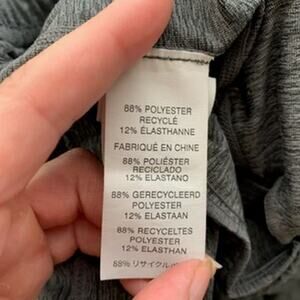 88% POLYESTER
RECYCLÉ
12% ÉLASTHANNE
FABRIQUÉ EN CHINE
88% POLIÉSTER
RECICLADO
12% ELASTANO
88% GERECYCLEERD
POLYESTER
12% ELASTAAN
88% RECYCELTES
POLYESTER
12% ELASTHAN
88% リサイクル